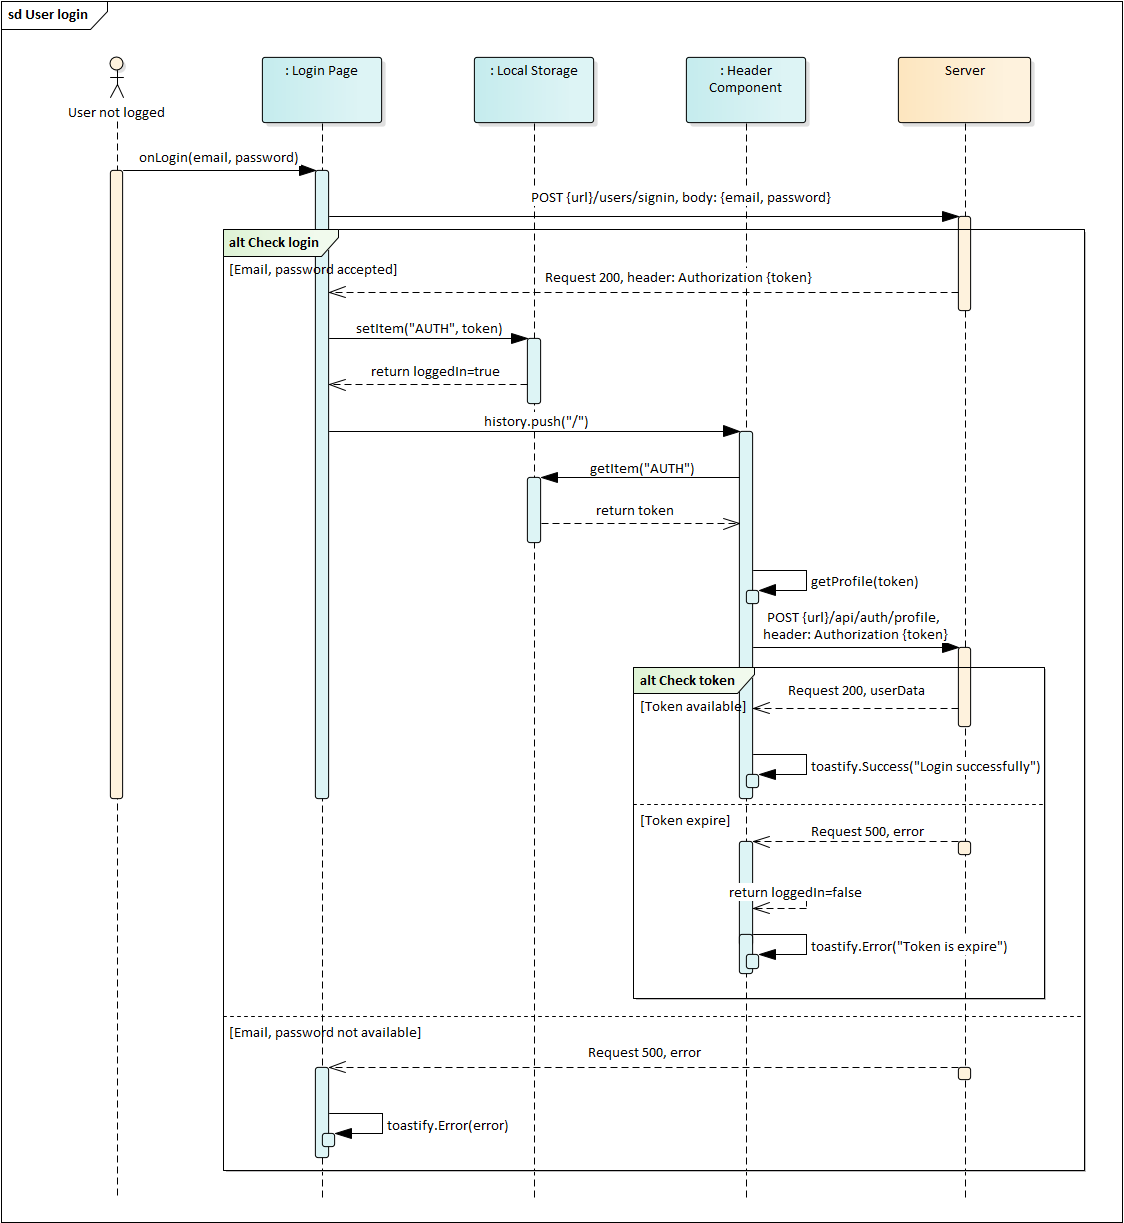 sd User login
User not logged
: Login Page
: Local Storage
: Header
Component
Server
onLogin(email, password)
POST {url}/users/signin, body: {email, password}
alt Check login
[Email, password accepted]
Request 200, header: Authorization {token}
setItem("AUTH", token)
return loggedIn=true
history.push("/")
getItem("AUTH")
return token
getProfile(token)
POST {url}/api/auth/profile,
header: Authorization {token}
alt Check token
Request 200, userData
[Token available]
toastify.Success("Login successfully")
[Token expire]
Request 500, error
return loggedIn=false
toastify.Error("Token is expire")
[Email, password not available]
Request 500, error
toastify.Error(error)